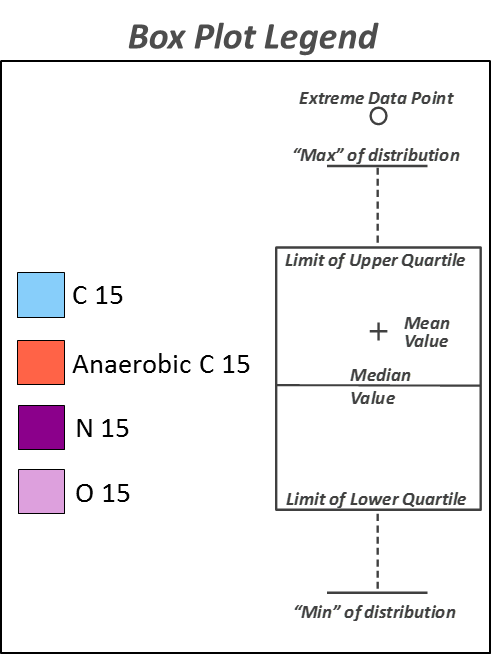 Box Plot Legend
Extreme Data Point
“Max” of distribution
Limit of Upper Quartile
Mean
Value
Median
Value
Limit of Lower Quartile
“Min” of distribution
C 15
Anaerobic C 15
N 15
O 15